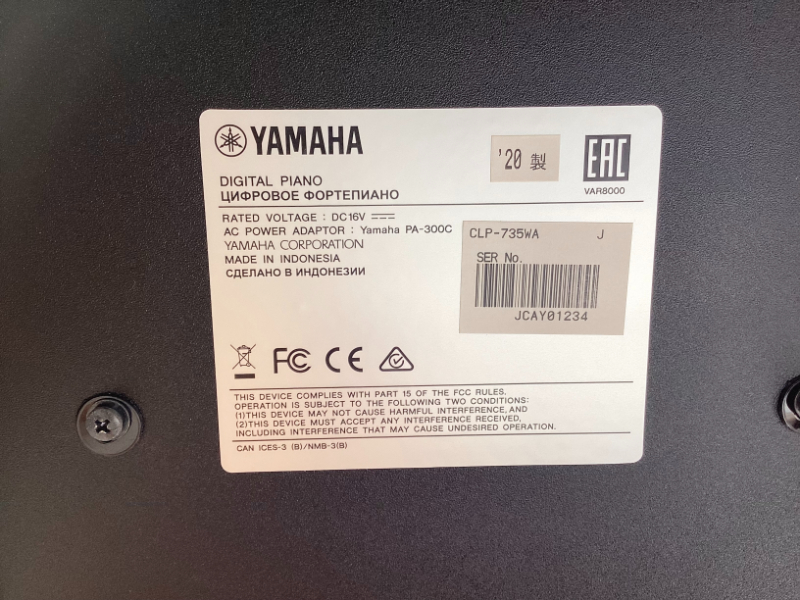 YAMAHA
'20 製
EAC
VAR8000
DIGITAL PIANO
ЦИФРОВОЕ ФОРТЕПИАНО
RATED VOLTAGE : DC16V
AC POWER ADAPTOR : Yamaha PA-300C
YAMAHA CORPORATION
MADE IN INDONESIA
СДЕЛАНО В ИНДОНЕЗИИ
CLP-735WA J
SER No.
JCAY01234
FC CE
THIS DEVICE COMPLIES WITH PART 15 OF THE FCC RULES.
OPERATION IS SUBJECT TO THE FOLLOWING TWO CONDITIONS:
(1)THIS DEVICE MAY NOT CAUSE HARMFUL INTERFERENCE, AND
(2)THIS DEVICE MUST ACCEPT ANY INTERFERENCE RECEIVED,
INCLUDING INTERFERENCE THAT MAY CAUSE UNDESIRED OPERATION.
CAN ICES-3 (B)/NMB-3(B)